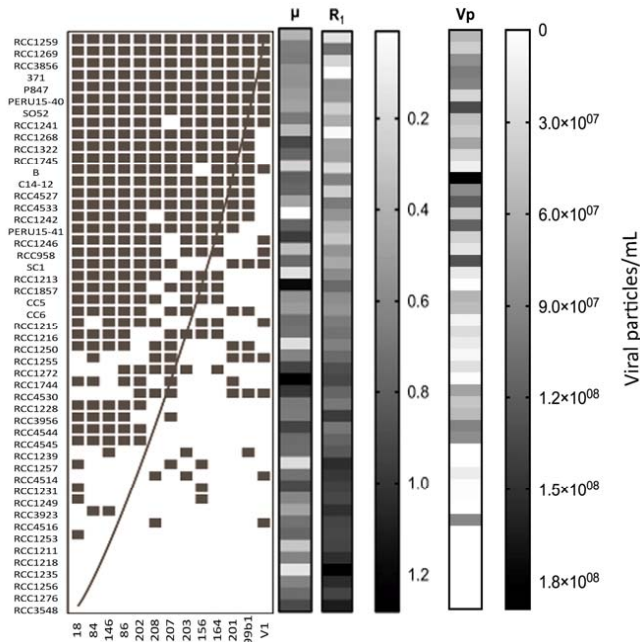 μ
R₁
Vp
RCC1259
RCC1269
RCC3856
371
P847
PERU15-40
SO52
RCC1241
RCC1268
RCC1322
RCC1745
B
C14-12
RCC4527
RCC4533
RCC1242
PERU15-41
RCC1246
RCC958
SC1
RCC1213
RCC1857
CC5
CC6
RCC1215
RCC1216
RCC1250
RCC1255
RCC1272
RCC1744
RCC4530
RCC1228
RCC3956
RCC4544
RCC4545
RCC1239
RCC1257
RCC4514
RCC1231
RCC1249
RCC3923
RCC4516
RCC1253
RCC1211
RCC1218
RCC1235
RCC1256
RCC1276
RCC3548
18 84 146 86 202 208 207 203 156 164 201 99b1 V1
0.2
0.4
0.6
0.8
1.0
1.2
0
3.0×10⁰⁷
6.0×10⁰⁷
9.0×10⁰⁷
1.2×10⁰⁸
1.5×10⁰⁸
1.8×10⁰⁸
Viral particles/mL